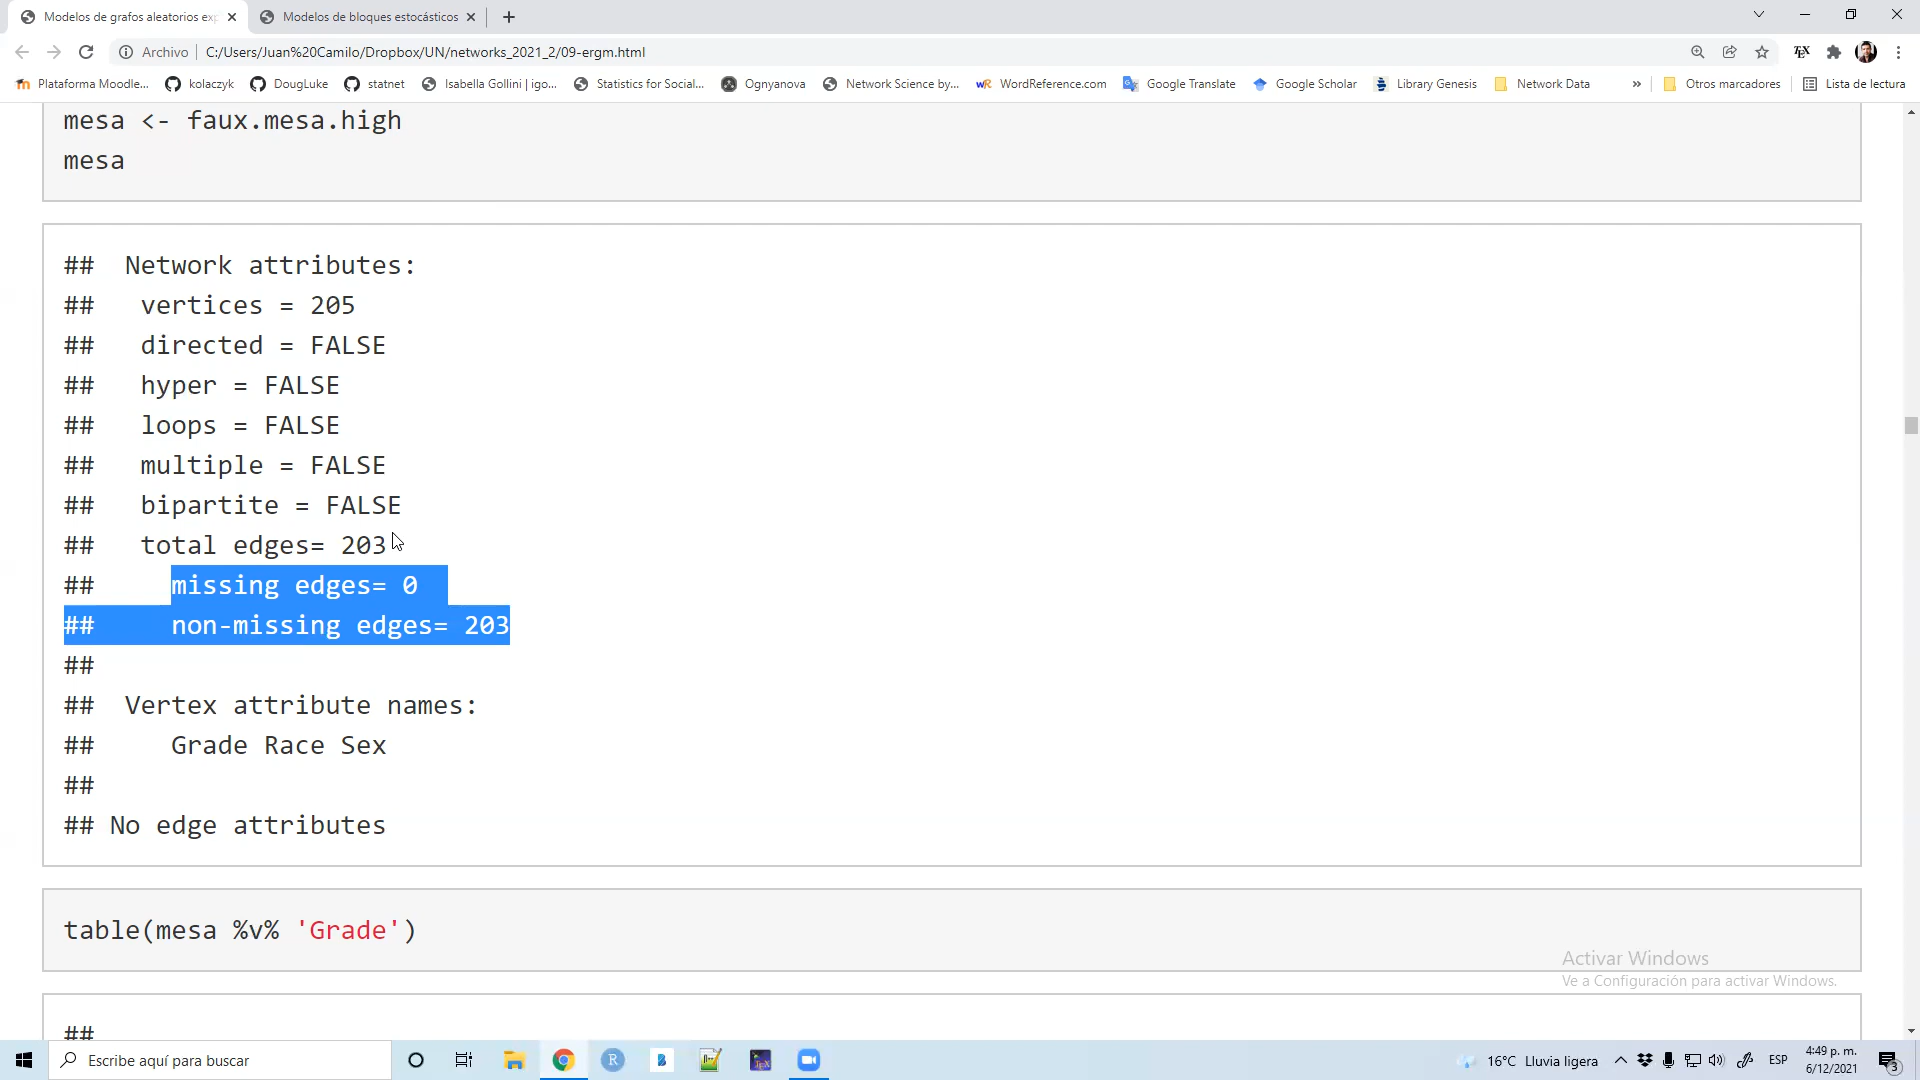 Modelos de grafos aleatorios exp
Modelos de bloques estocásticos
Archivo
C:/Users/Juan%20Camilo/Dropbox/UN/networks_2021_2/09-ergm.html
Plataforma Moodle...
kolaczyk
DougLuke
statnet
Isabella Gollini | igo...
Statistics for Social...
Ognyanova
Network Science by...
WordReference.com
Google Translate
Google Scholar
Library Genesis
Network Data
»
Otros marcadores
Lista de lectura
mesa <- faux.mesa.high
mesa
##  Network attributes:
##   vertices = 205
##   directed = FALSE
##   hyper = FALSE
##   loops = FALSE
##   multiple = FALSE
##   bipartite = FALSE
##   total edges= 203
##     missing edges= 0
##     non-missing edges= 203
##
##  Vertex attribute names:
##     Grade Race Sex
##
## No edge attributes
table(mesa %v% 'Grade')
Activar Windows
Ve a Configuración para activar Windows.
##
Escribe aquí para buscar
16°C Lluvia ligera
ESP
4:49 p. m.
6/12/2021
3